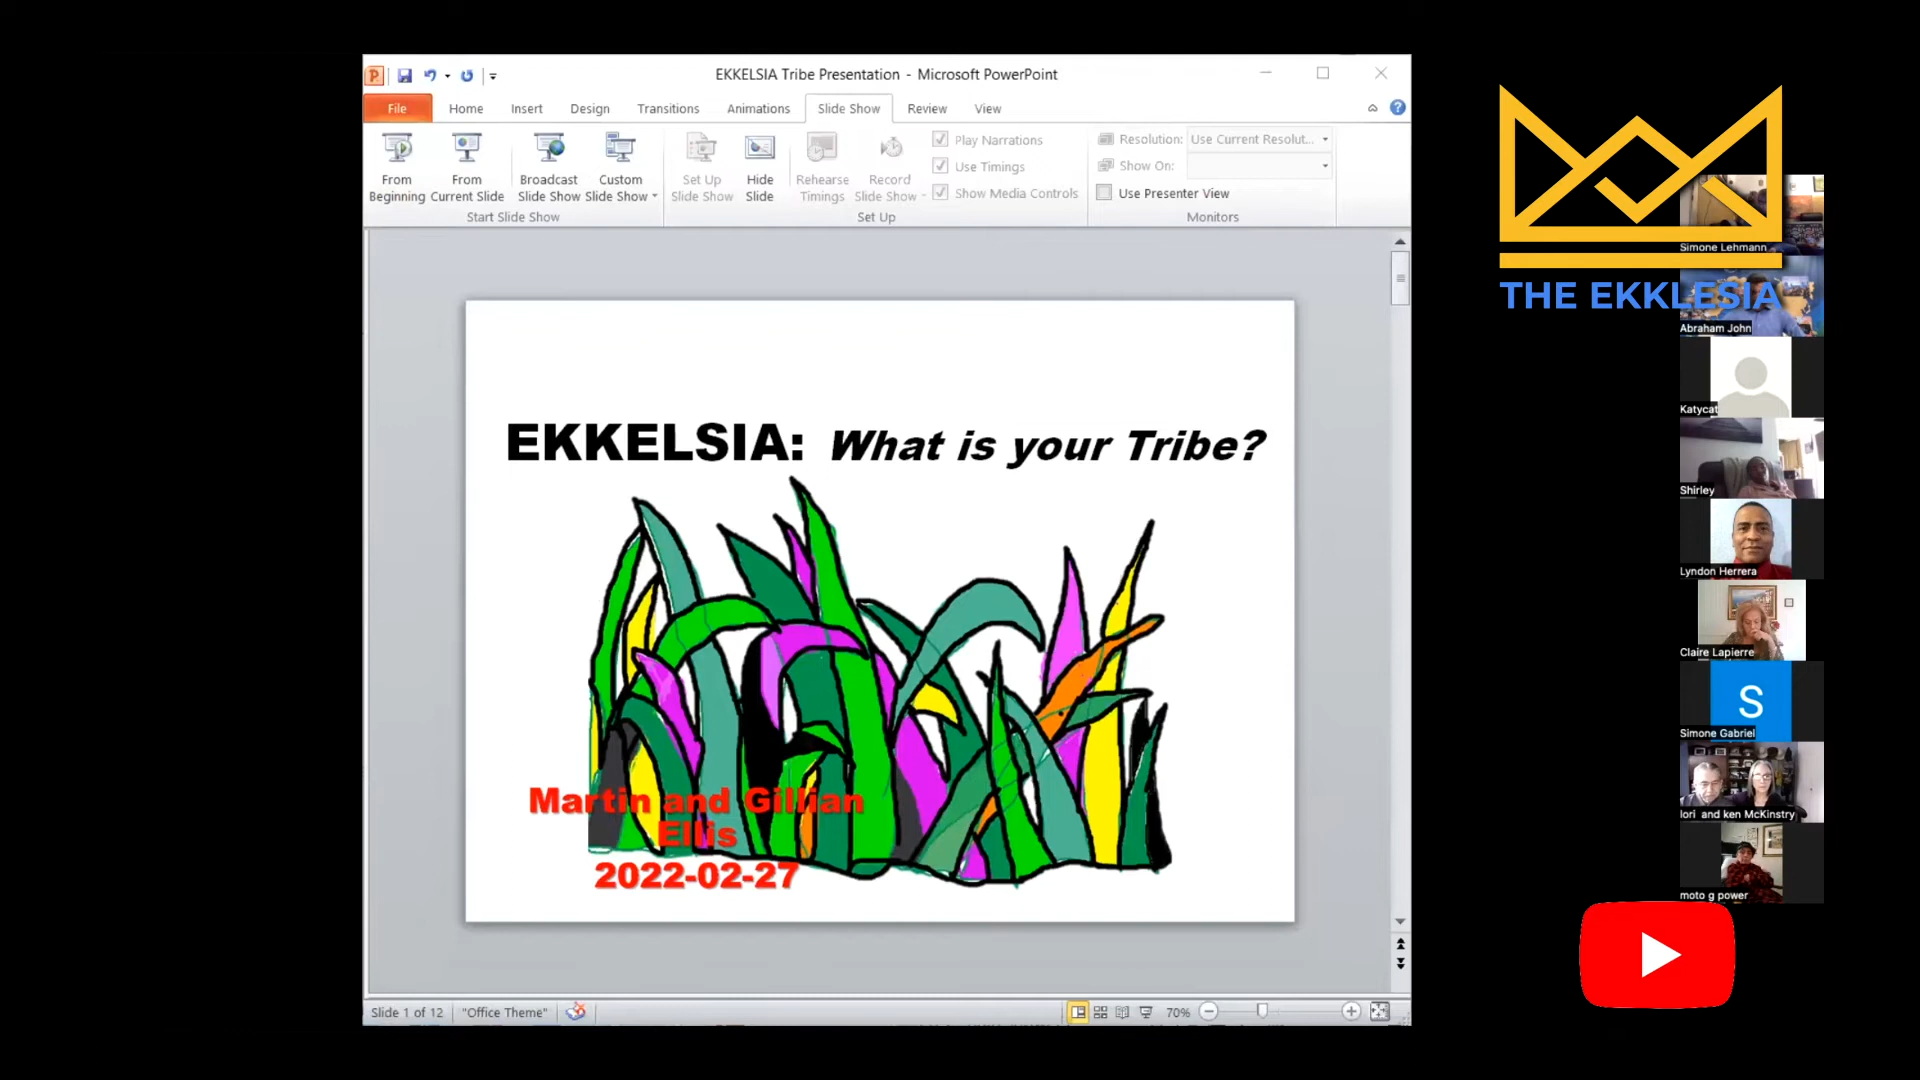 EKKELSIA Tribe Presentation - Microsoft PowerPoint
File Home Insert Design Transitions Animations Slide Show Review View
From Beginning
From Current Slide
Broadcast Slide Show
Custom Slide Show
Set Up Slide Show
Hide Slide
Rehearse Timings
Record Slide Show
Play Narrations
Use Timings
Show Media Controls
Resolution: Use Current Resolut...
Show On:
Use Presenter View
Start Slide Show
Set Up
Monitors
EKKELSIA: What is your Tribe?
Martin and Gillian
Ellis
2022-02-27
Slide 1 of 12 "Office Theme" 70%
THE EKKLESIA
Simone Lehmann
Abraham John
Katycat
Shirley
Lyndon Herrera
Claire Lapierre
S
Simone Gabriel
lori and ken McKinstry
moto g power